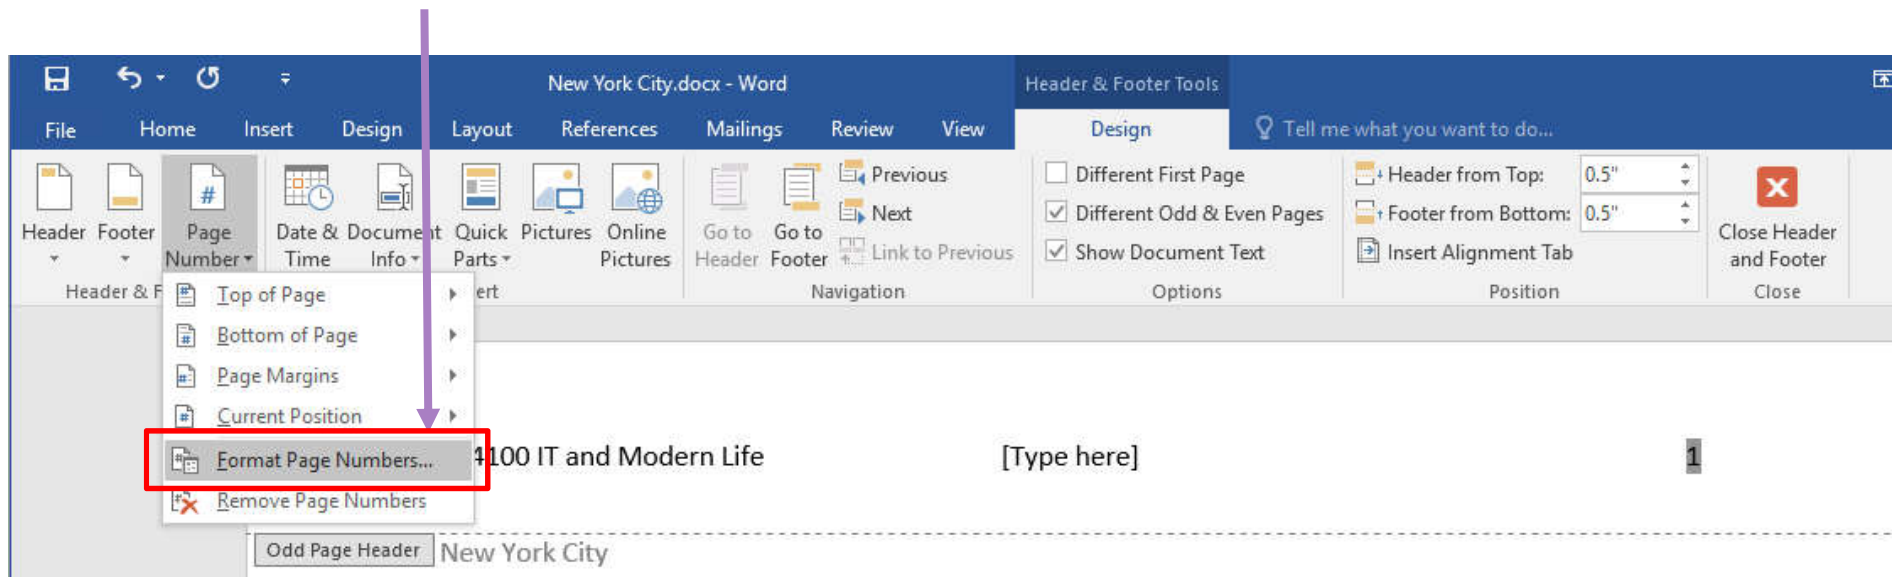 New York City.docx - Word
Header & Footer Tools
File Home Insert Design Layout References Mailings Review View Design Tell me what you want to do...
Header
Footer
Page
Number
Date &
Time
Document
Info
Quick
Parts
Pictures
Online
Pictures
Go to
Header
Go to
Footer
Previous
Next
Link to Previous
Different First Page
Different Odd & Even Pages
Show Document Text
Header from Top: 0.5"
Footer from Bottom: 0.5"
Insert Alignment Tab
Close Header
and Footer
Header & F
ert
Navigation
Options
Position
Close
Top of Page
Bottom of Page
Page Margins
Current Position
Format Page Numbers...
Remove Page Numbers
4100 IT and Modern Life [Type here] 1
Odd Page Header
New York City